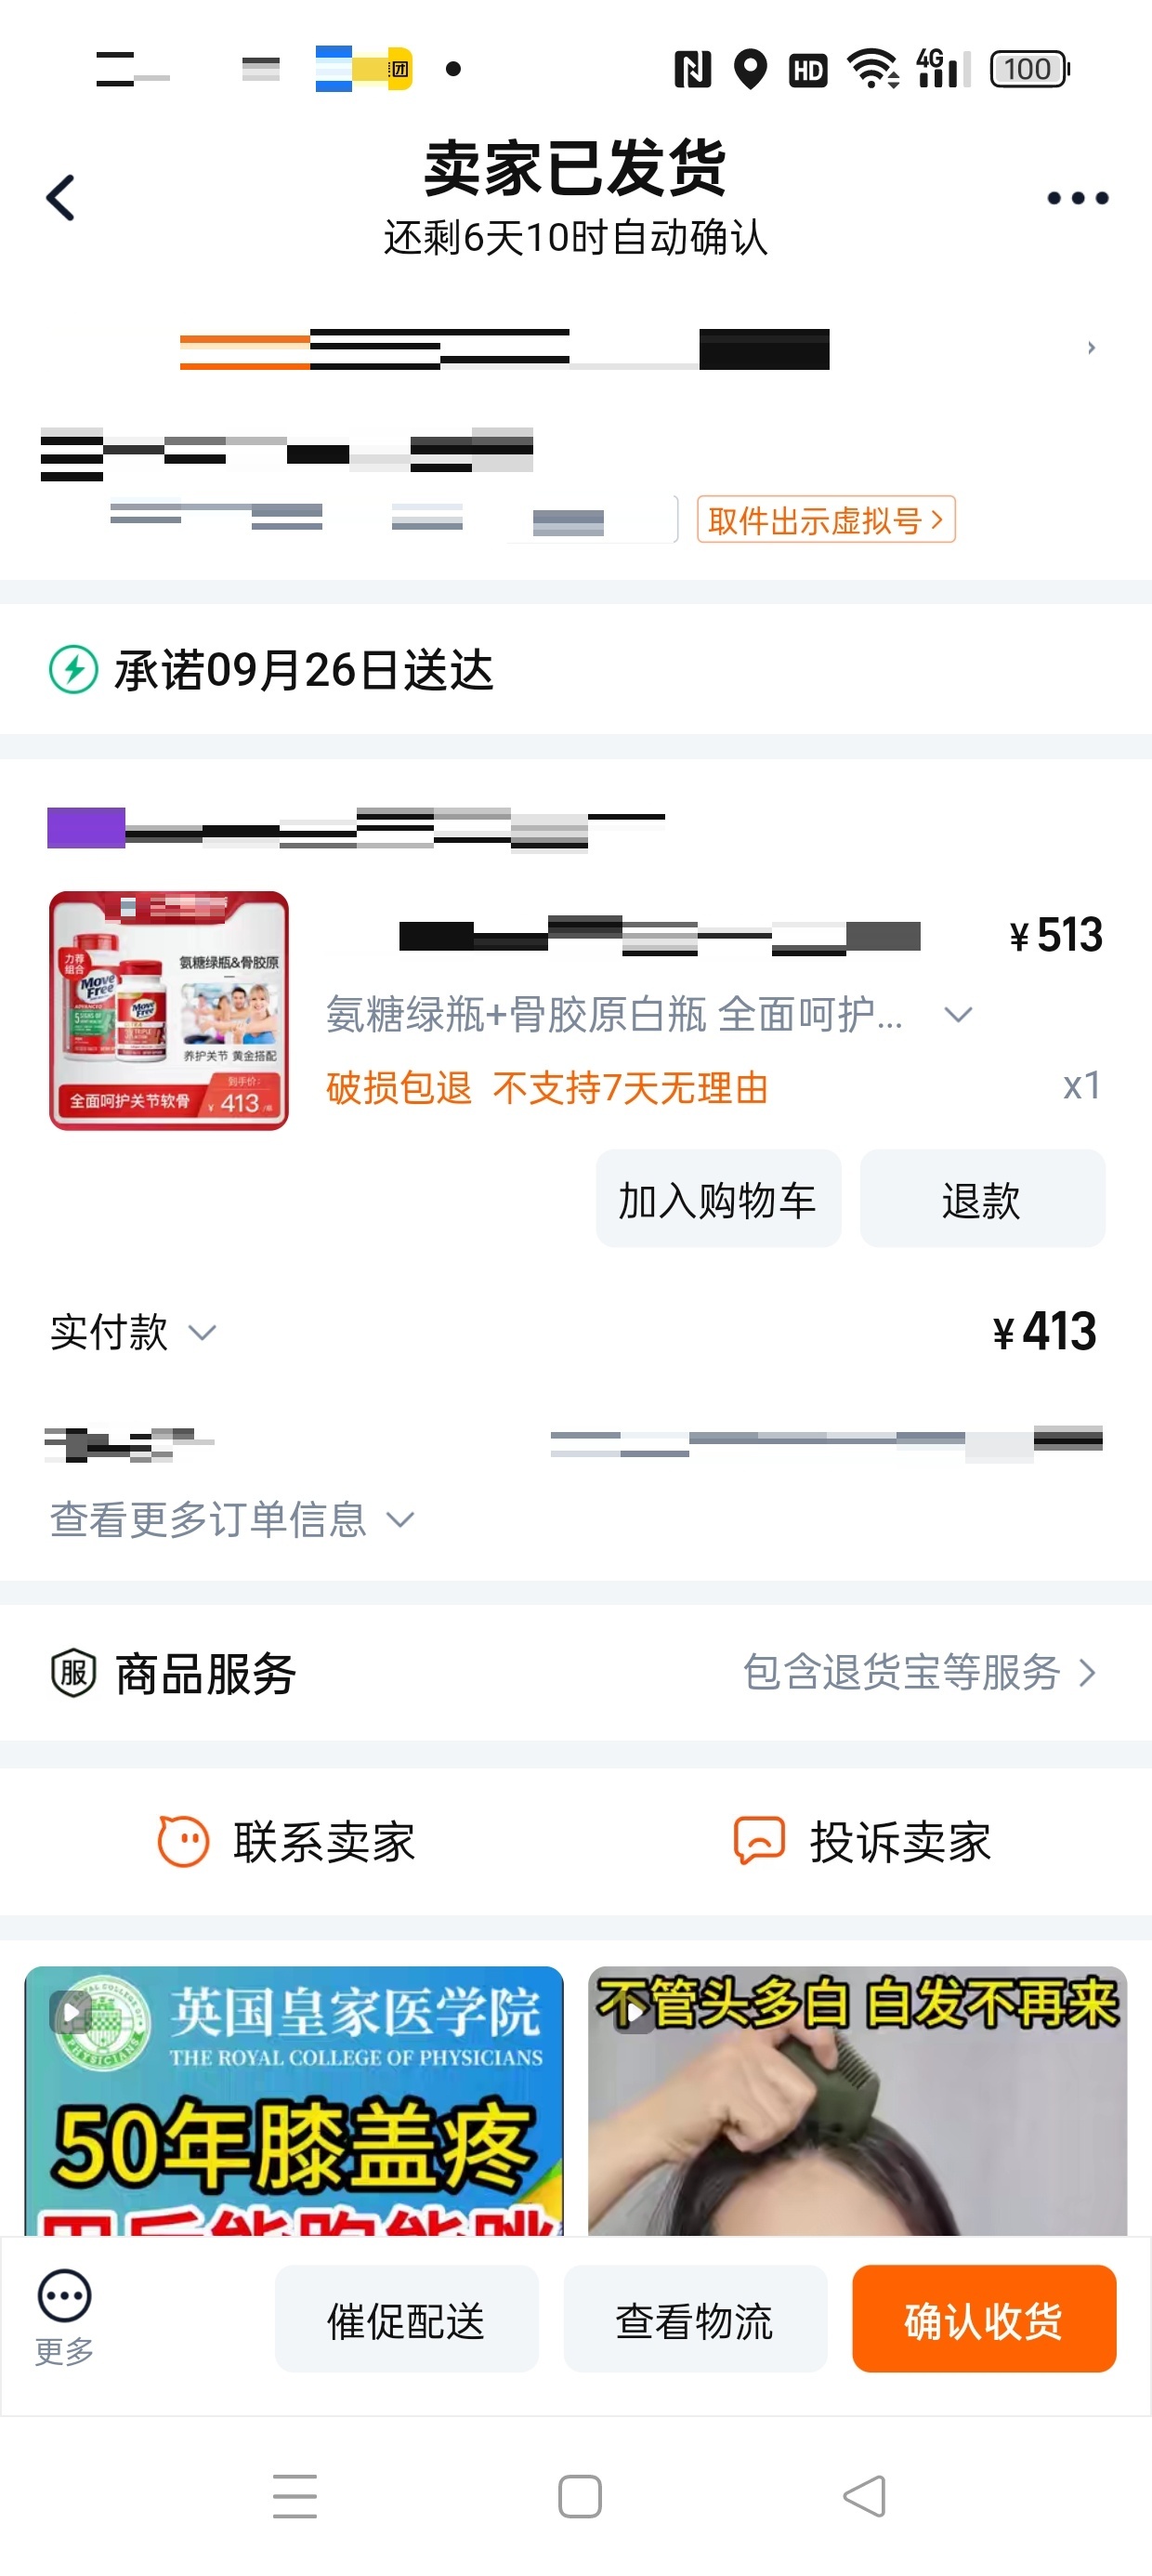 团
HD
4G
100
卖家已发货
还剩6天10时自动确认
取件出示虚拟号
承诺09月26日送达
¥513
力荐
组合
Move
Free
氨糖绿瓶&骨胶原
养护关节 黄金搭配
到手价:
全面呵护关节软骨
¥413
氨糖绿瓶+骨胶原白瓶 全面呵护...
破损包退 不支持7天无理由
x1
加入购物车
退款
实付款
¥413
查看更多订单信息
服 商品服务
包含退货宝等服务
联系卖家
投诉卖家
英国皇家医学院
THE ROYAL COLLEGE OF PHYSICIANS
50年膝盖疼
不管头多白 白发不再来
更多
催促配送
查看物流
确认收货